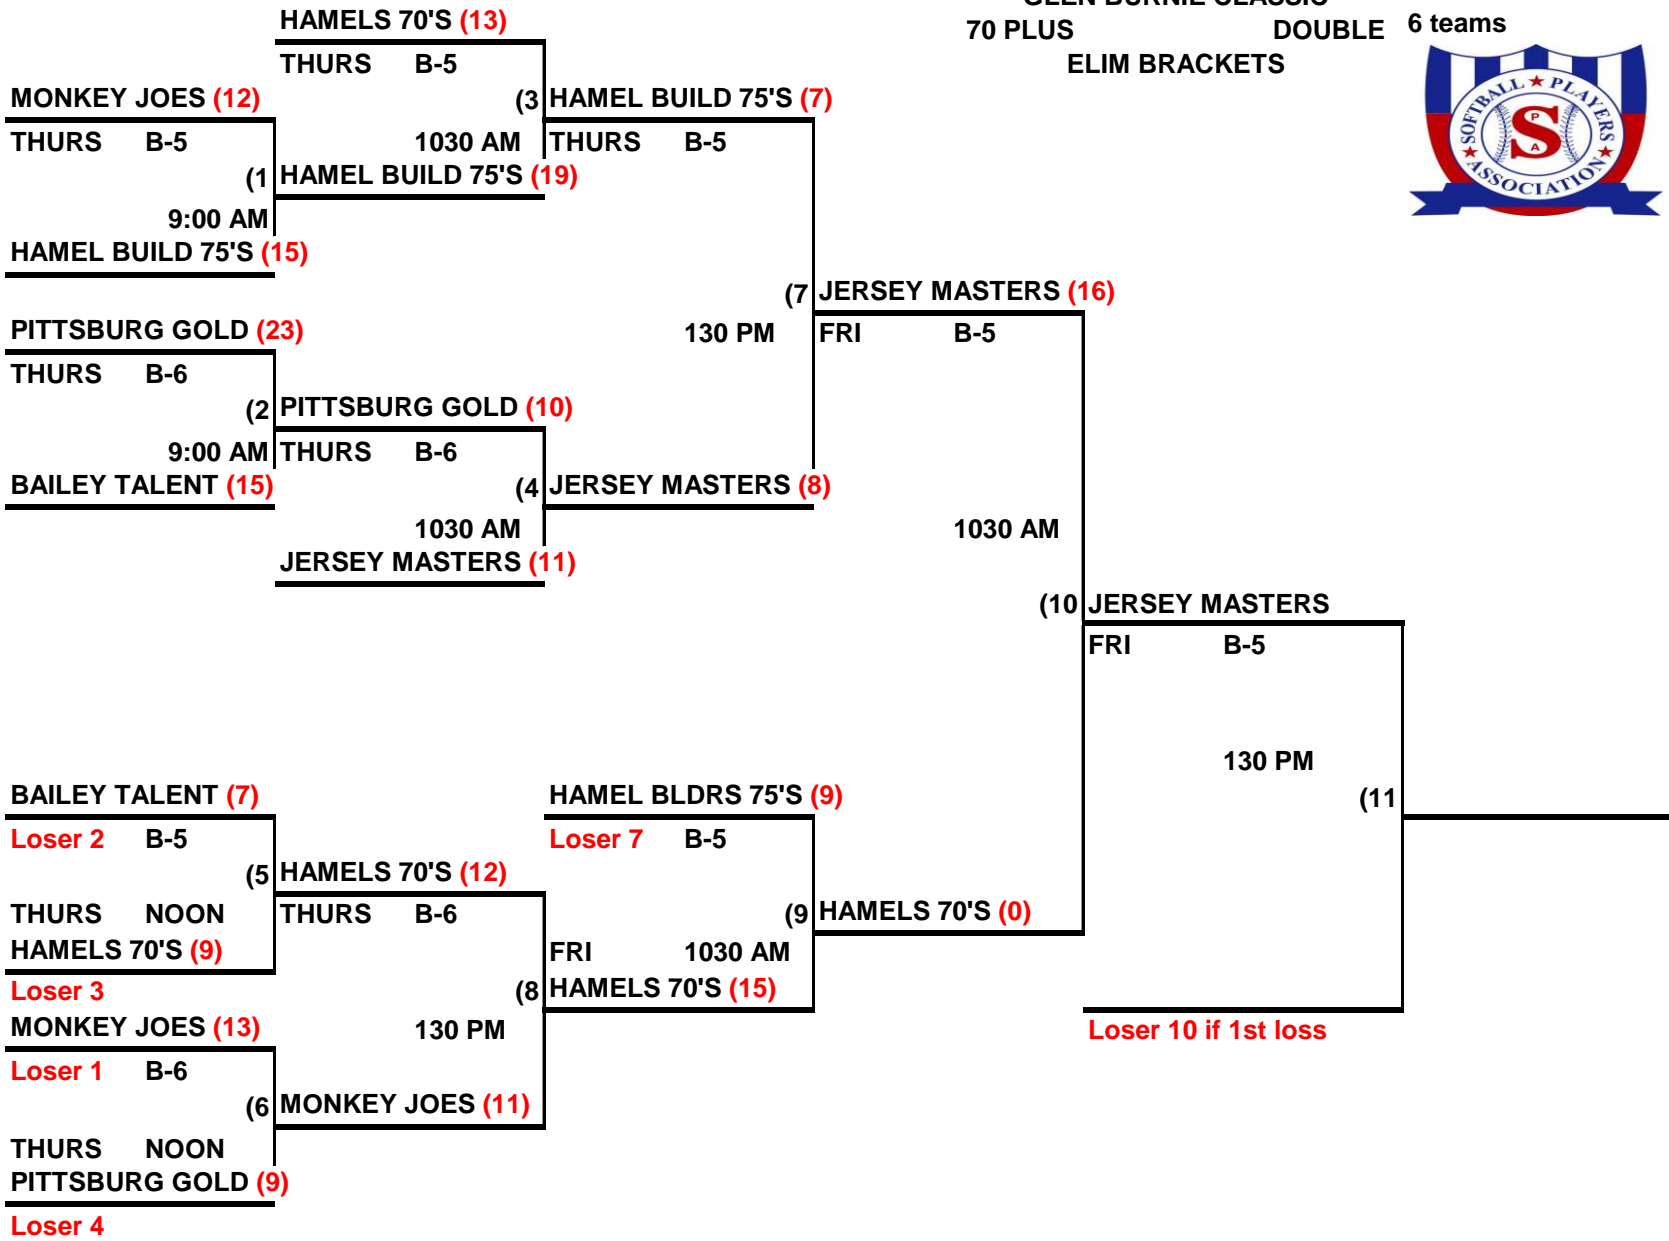 GLEN BURNIE CLASSIC
70 PLUS DOUBLE 6 teams
ELIM BRACKETS
SOFTBALL ★ PLAYERS ★ ASSOCIATION ★
P
S
A
HAMELS 70'S (13)
THURS B-5
MONKEY JOES (12)
(3 HAMEL BUILD 75'S (7)
THURS B-5
1030 AM THURS B-5
(1 HAMEL BUILD 75'S (19)
9:00 AM
HAMEL BUILD 75'S (15)
(7 JERSEY MASTERS (16)
PITTSBURG GOLD (23)
130 PM FRI B-5
THURS B-6
(2 PITTSBURG GOLD (10)
9:00 AM THURS B-6
BAILEY TALENT (15)
(4 JERSEY MASTERS (8)
1030 AM
1030 AM
JERSEY MASTERS (11)
(10 JERSEY MASTERS
FRI B-5
130 PM
BAILEY TALENT (7)
HAMEL BLDRS 75'S (9)
(11
Loser 2 B-5
Loser 7 B-5
(5 HAMELS 70'S (12)
THURS NOON
THURS B-6
(9 HAMELS 70'S (0)
HAMELS 70'S (9)
FRI 1030 AM
Loser 3
(8 HAMELS 70'S (15)
MONKEY JOES (13)
130 PM
Loser 10 if 1st loss
Loser 1 B-6
(6 MONKEY JOES (11)
THURS NOON
PITTSBURG GOLD (9)
Loser 4